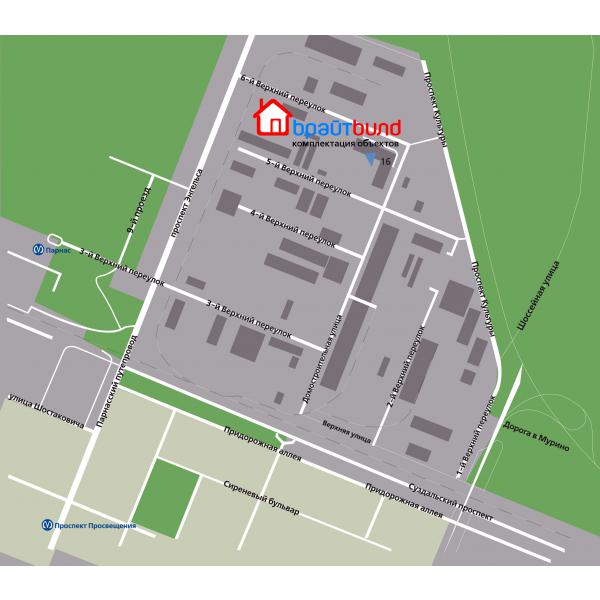 6-й Верхний переулок
Проспект Культуры
брайтвилд
комплектация объектов
16
5-й Верхний переулок
проспект Энгельса
9-й проезд
4-й Верхний переулок
Парнас
3-й Верхний переулок
Проспект Культуры
Шоссейная улица
3-й Верхний переулок
Домостроительная улица
2-й Верхний переулок
Парнасский путепровод
улица Шостаковича
Верхняя улица
1-й Верхний переулок
Дорога в Мурино
Придорожная аллея
Суздальский проспект
Сиреневый бульвар
Придорожная аллея
Проспект Просвещения